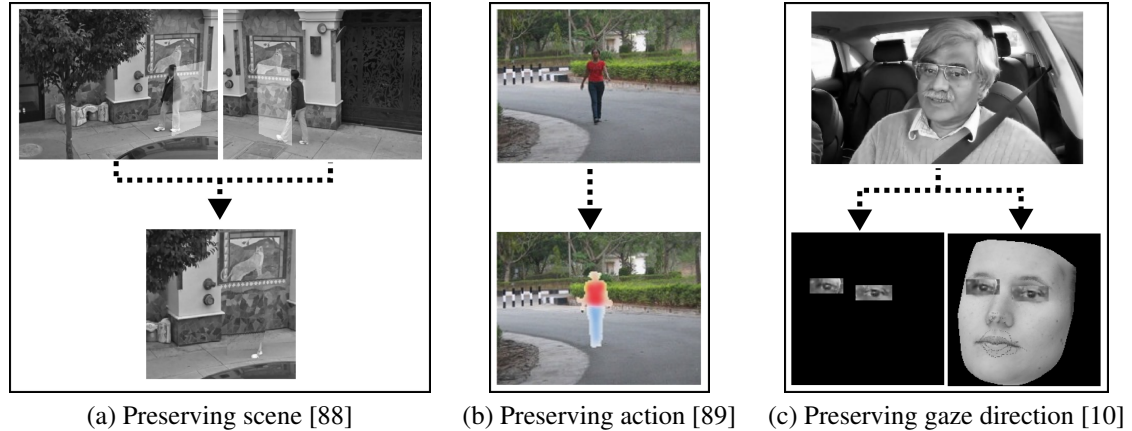 (a) Preserving scene [88]
(b) Preserving action [89]
(c) Preserving gaze direction [10]